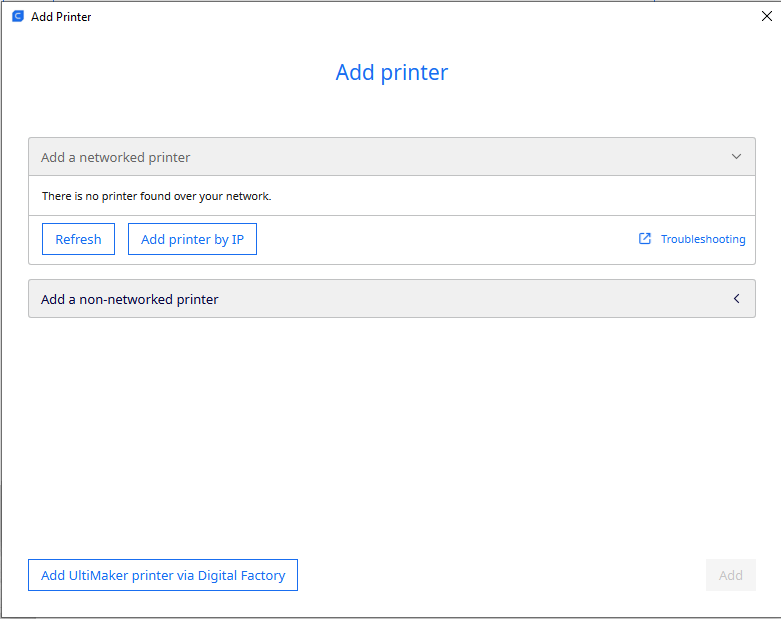 Add Printer
Add printer
Add a networked printer
There is no printer found over your network.
Refresh
Add printer by IP
Troubleshooting
Add a non-networked printer
Add UltiMaker printer via Digital Factory
Add